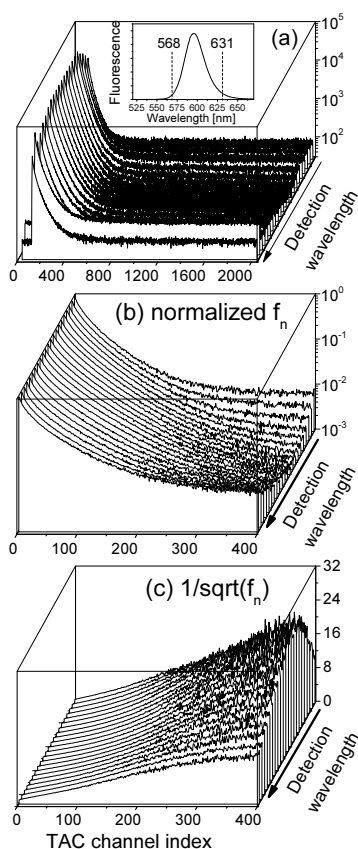 (a)
Fluorescence
568 631
525 550 575 600 625 650
Wavelength [nm]
10^5
10^4
10^3
10^2
0 400 800 1200 1600 2000
Detection
wavelength
(b) normalized f_n
10^0
10^-1
10^-2
10^-3
0 100 200 300 400
Detection
wavelength
(c) 1/sqrt(f_n)
32
24
16
8
0
0 100 200 300 400
Detection
wavelength
TAC channel index